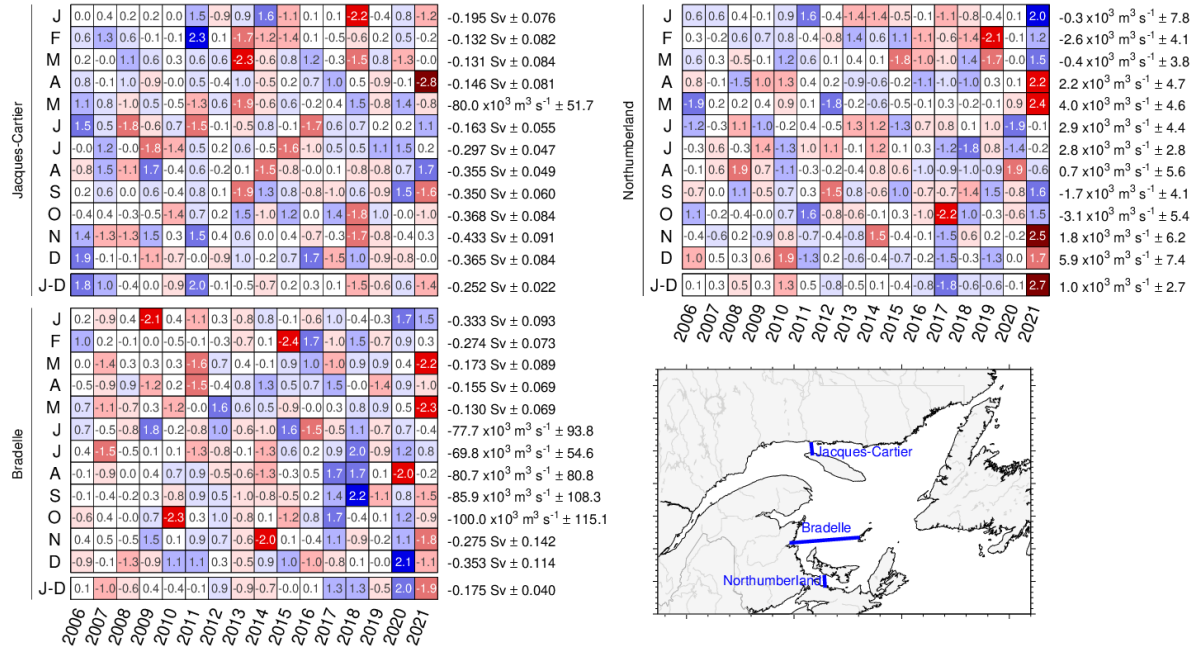 Jacques-Cartier
J 0.0 0.4 0.2 0.2 0.0 1.5 -0.9 0.9 1.6 -1.1 0.1 0.1 -2.2 -0.4 0.8 -1.2 -0.195 Sv ± 0.076
F 0.6 1.3 0.6 -0.1 -0.1 2.3 0.1 -1.7 -1.2 -1.4 0.1 -0.5 -0.8 0.6 0.5 -0.2 -0.132 Sv ± 0.082
M 0.2 -0.0 1.1 0.6 0.3 0.6 0.6 -2.3 -0.6 0.8 1.2 -0.3 -1.5 0.8 -1.3 -0.0 -0.131 Sv ± 0.084
A 0.8 -0.1 1.0 -0.9 -0.0 0.5 -0.4 1.0 0.5 -0.8 -0.7 1.0 0.5 -0.9 -0.1 -2.8 -0.146 Sv ± 0.081
M 1.1 0.8 -1.0 0.5 -0.5 -1.3 0.6 -1.9 -0.6 0.6 -0.2 0.4 1.5 0.8 1.4 -0.8 -80.0 x10³ m³ s⁻¹ ± 51.7
J 1.5 0.5 -1.8 -0.6 0.7 -1.5 -0.1 -0.5 0.8 -0.1 -1.6 0.6 0.7 0.2 0.2 1.1 -0.163 Sv ± 0.055
J -0.0 1.2 -0.0 -1.8 -1.4 0.5 0.2 0.6 -0.5 -1.6 -1.0 0.5 -0.5 1.1 1.5 0.2 -0.297 Sv ± 0.047
A -0.8 1.5 -1.1 1.7 -0.4 0.6 -0.2 0.1 -1.5 -0.8 0.0 -0.8 -0.4 0.8 -0.7 1.7 -0.355 Sv ± 0.049
S 0.2 0.6 0.0 0.6 -0.4 0.8 0.1 -1.9 1.3 0.8 -0.8 -1.0 0.6 -0.9 1.5 -1.6 -0.350 Sv ± 0.060
O -0.4 0.4 -0.3 -0.5 -1.4 0.7 0.2 1.5 -1.0 1.2 0.0 1.4 -1.8 1.0 -0.0 -1.0 -0.368 Sv ± 0.084
N 1.4 -1.3 -1.3 1.5 0.3 1.5 0.4 0.6 0.0 -0.4 0.7 -0.8 -1.7 -0.8 -0.4 0.3 -0.433 Sv ± 0.091
D 1.9 -0.1 -0.1 -1.1 -0.7 -0.0 -0.9 1.0 -1.0 -0.4 1.7 -1.5 1.0 -0.8 0.0 -0.8 -0.365 Sv ± 0.084
J-D 1.8 1.0 -0.4 0.0 -0.9 2.0 -0.1 -0.5 -0.2 -1.6 0.3 0.1 -1.5 0.6 0.6 -1.4 -0.252 Sv ± 0.022
Bradelle
J 0.2 -0.9 0.4 -2.1 0.4 -1.1 0.3 -0.8 0.8 -0.1 -0.6 1.0 -0.4 -0.3 1.7 1.5 -0.333 Sv ± 0.093
F 1.0 0.2 -0.1 0.0 -0.5 -0.1 -0.3 -0.7 0.1 -2.4 1.6 -1.0 1.5 -0.7 0.9 0.3 -0.274 Sv ± 0.073
M 0.0 -1.4 0.3 0.3 -0.6 -1.6 0.7 0.4 -0.1 0.9 1.0 -1.0 0.9 0.9 0.4 -2.2 -0.173 Sv ± 0.089
A -0.5 -0.9 0.9 -1.2 0.2 -1.5 -0.4 0.8 1.3 0.5 0.7 1.5 -0.0 -1.4 0.9 -1.0 -0.155 Sv ± 0.069
M 0.7 -1.1 -0.7 0.3 -1.2 -0.0 1.6 0.6 0.5 -0.9 -0.0 0.3 0.8 0.9 0.5 -2.3 -0.130 Sv ± 0.069
J 0.7 -0.5 -0.8 1.8 -0.2 -0.8 1.0 -0.6 -1.0 1.6 -1.5 -0.5 1.1 -0.7 0.7 -0.4 -77.7 x10³ m³ s⁻¹ ± 93.8
J 0.4 -1.5 -0.4 0.5 -0.1 -1.3 -0.8 -0.1 -1.3 0.6 0.2 0.9 2.0 -0.9 1.2 0.8 -69.8 x10³ m³ s⁻¹ ± 54.6
A -0.1 -0.9 -0.0 0.4 0.7 0.9 -0.5 -0.6 -1.3 -0.3 0.5 1.7 1.7 0.1 -2.0 -0.2 -80.7 x10³ m³ s⁻¹ ± 80.8
S -0.1 -0.4 -0.2 0.3 -0.8 0.9 0.5 -1.0 -0.8 -0.5 0.2 1.4 2.2 -1.1 0.8 -1.5 -85.9 x10³ m³ s⁻¹ ± 108.3
O -0.6 0.4 -0.0 0.7 -2.3 0.3 1.0 -0.8 0.1 -1.2 0.8 1.7 -0.4 0.1 1.2 -0.9 -100.0 x10³ m³ s⁻¹ ± 115.1
N 0.4 -0.9 -0.5 1.5 0.1 0.9 0.7 -0.6 -2.0 0.1 -0.4 1.1 -0.9 -0.2 1.1 -1.8 -0.275 Sv ± 0.142
D -0.9 0.1 -1.3 -0.9 1.1 1.1 0.3 -0.4 0.9 1.0 -1.0 -0.8 0.1 -0.0 2.1 -1.1 -0.353 Sv ± 0.114
J-D 0.1 -1.0 -0.6 0.4 -0.4 -0.1 0.9 -0.9 -0.7 -0.0 0.4 1.3 1.3 -0.5 2.0 -1.9 -0.175 Sv ± 0.040
2006 2007 2008 2009 2010 2011 2012 2013 2014 2015 2016 2017 2018 2019 2020 2021
Northumberland
J 0.6 0.6 -0.4 -0.1 0.4 1.6 0.4 -1.4 -1.4 -0.5 -1.1 -0.9 -0.8 -0.4 0.1 2.0 -0.3 x10³ m³ s⁻¹ ± 7.8
F 0.3 -0.2 0.6 0.7 -0.8 0.4 -0.8 1.4 0.6 1.1 -0.7 -0.6 -1.4 -2.1 -0.1 1.2 -2.6 x10³ m³ s⁻¹ ± 4.1
M 0.6 0.3 -0.5 -0.1 1.2 0.6 0.1 -0.4 0.5 -1.8 -1.0 -1.6 0.4 -1.7 -0.0 1.5 -0.4 x10³ m³ s⁻¹ ± 3.8
A 0.8 -0.1 -1.5 1.0 1.3 0.2 -0.8 -0.6 -0.2 -0.2 -1.1 -1.0 -1.0 0.4 0.2 2.2 2.2 x10³ m³ s⁻¹ ± 4.7
M -1.9 0.2 0.2 0.4 0.9 0.1 -1.8 -0.2 -0.6 -0.5 -0.1 0.3 -0.2 -0.1 0.9 2.4 4.0 x10³ m³ s⁻¹ ± 4.6
J -1.2 -0.3 1.1 -1.0 -0.2 0.3 0.4 1.3 1.2 -1.3 0.7 0.8 0.1 1.0 -1.9 -0.1 2.9 x10³ m³ s⁻¹ ± 4.4
J -0.3 0.6 -0.3 1.4 -1.3 1.0 1.1 -0.1 1.2 0.1 0.3 -1.2 -1.8 0.8 -1.4 -0.2 2.8 x10³ m³ s⁻¹ ± 2.8
A -0.1 0.6 1.9 0.9 -1.1 0.3 -0.2 0.4 -0.2 1.6 -1.0 -0.9 -1.0 -0.9 1.9 -0.6 0.7 x10³ m³ s⁻¹ ± 5.6
S -0.7 0.0 1.1 -0.5 0.7 0.3 -1.5 0.8 -0.6 1.0 -0.7 -0.8 -1.4 1.5 -0.8 1.6 -1.7 x10³ m³ s⁻¹ ± 4.1
O 1.1 0.2 -0.4 -0.0 0.7 1.6 -0.8 -0.6 -0.1 0.3 -1.0 -2.2 1.0 -0.3 -0.6 1.5 -3.1 x10³ m³ s⁻¹ ± 5.4
N -0.4 -0.6 0.2 -0.9 0.8 -0.7 -0.4 -0.8 1.5 -0.4 -0.1 -1.5 0.6 0.2 -0.2 2.5 1.8 x10³ m³ s⁻¹ ± 6.2
D 1.0 0.5 0.3 0.6 1.9 -1.3 0.2 -0.6 -0.4 -0.6 0.7 -1.3 -0.5 -1.3 0.0 1.7 5.9 x10³ m³ s⁻¹ ± 7.4
J-D 0.1 0.3 -0.5 0.3 1.3 0.5 -0.8 -0.5 0.1 -0.5 -0.8 -1.8 -0.6 -0.6 -0.1 2.7 1.0 x10³ m³ s⁻¹ ± 2.7
2006 2007 2008 2009 2010 2011 2012 2013 2014 2015 2016 2017 2018 2019 2020 2021
Jacques-Cartier
Bradelle
Northumberland